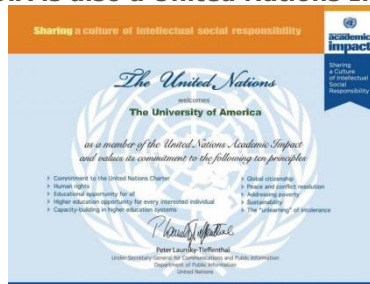 Sharing a culture of intellectual social responsibility
academic
impact
Sharing
a Culture
of Intellectual
Social
Responsibility
The United Nations
welcomes
The University of America
as a member of the United Nations Academic Impact
and values its commitment to the following ten principles
Commitment to the United Nations Charter
Human rights
Educational opportunity for all
Higher education opportunity for every interested individual
Capacity-building in higher education systems
Global citizenship
Peace and conflict resolution
Addressing poverty
Sustainability
The "unlearning" of intolerance
Peter Launsky-Tieffenthal
Under-Secretary-General for Communications and Public Information
Department of Public Information
United Nations